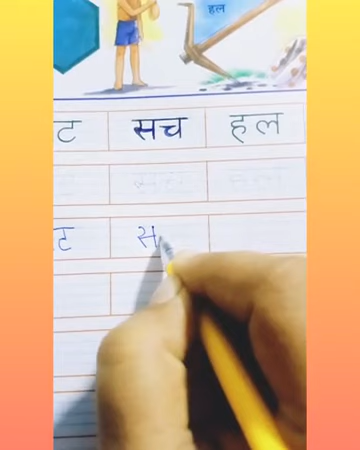 हल
ट सच हल
ट स